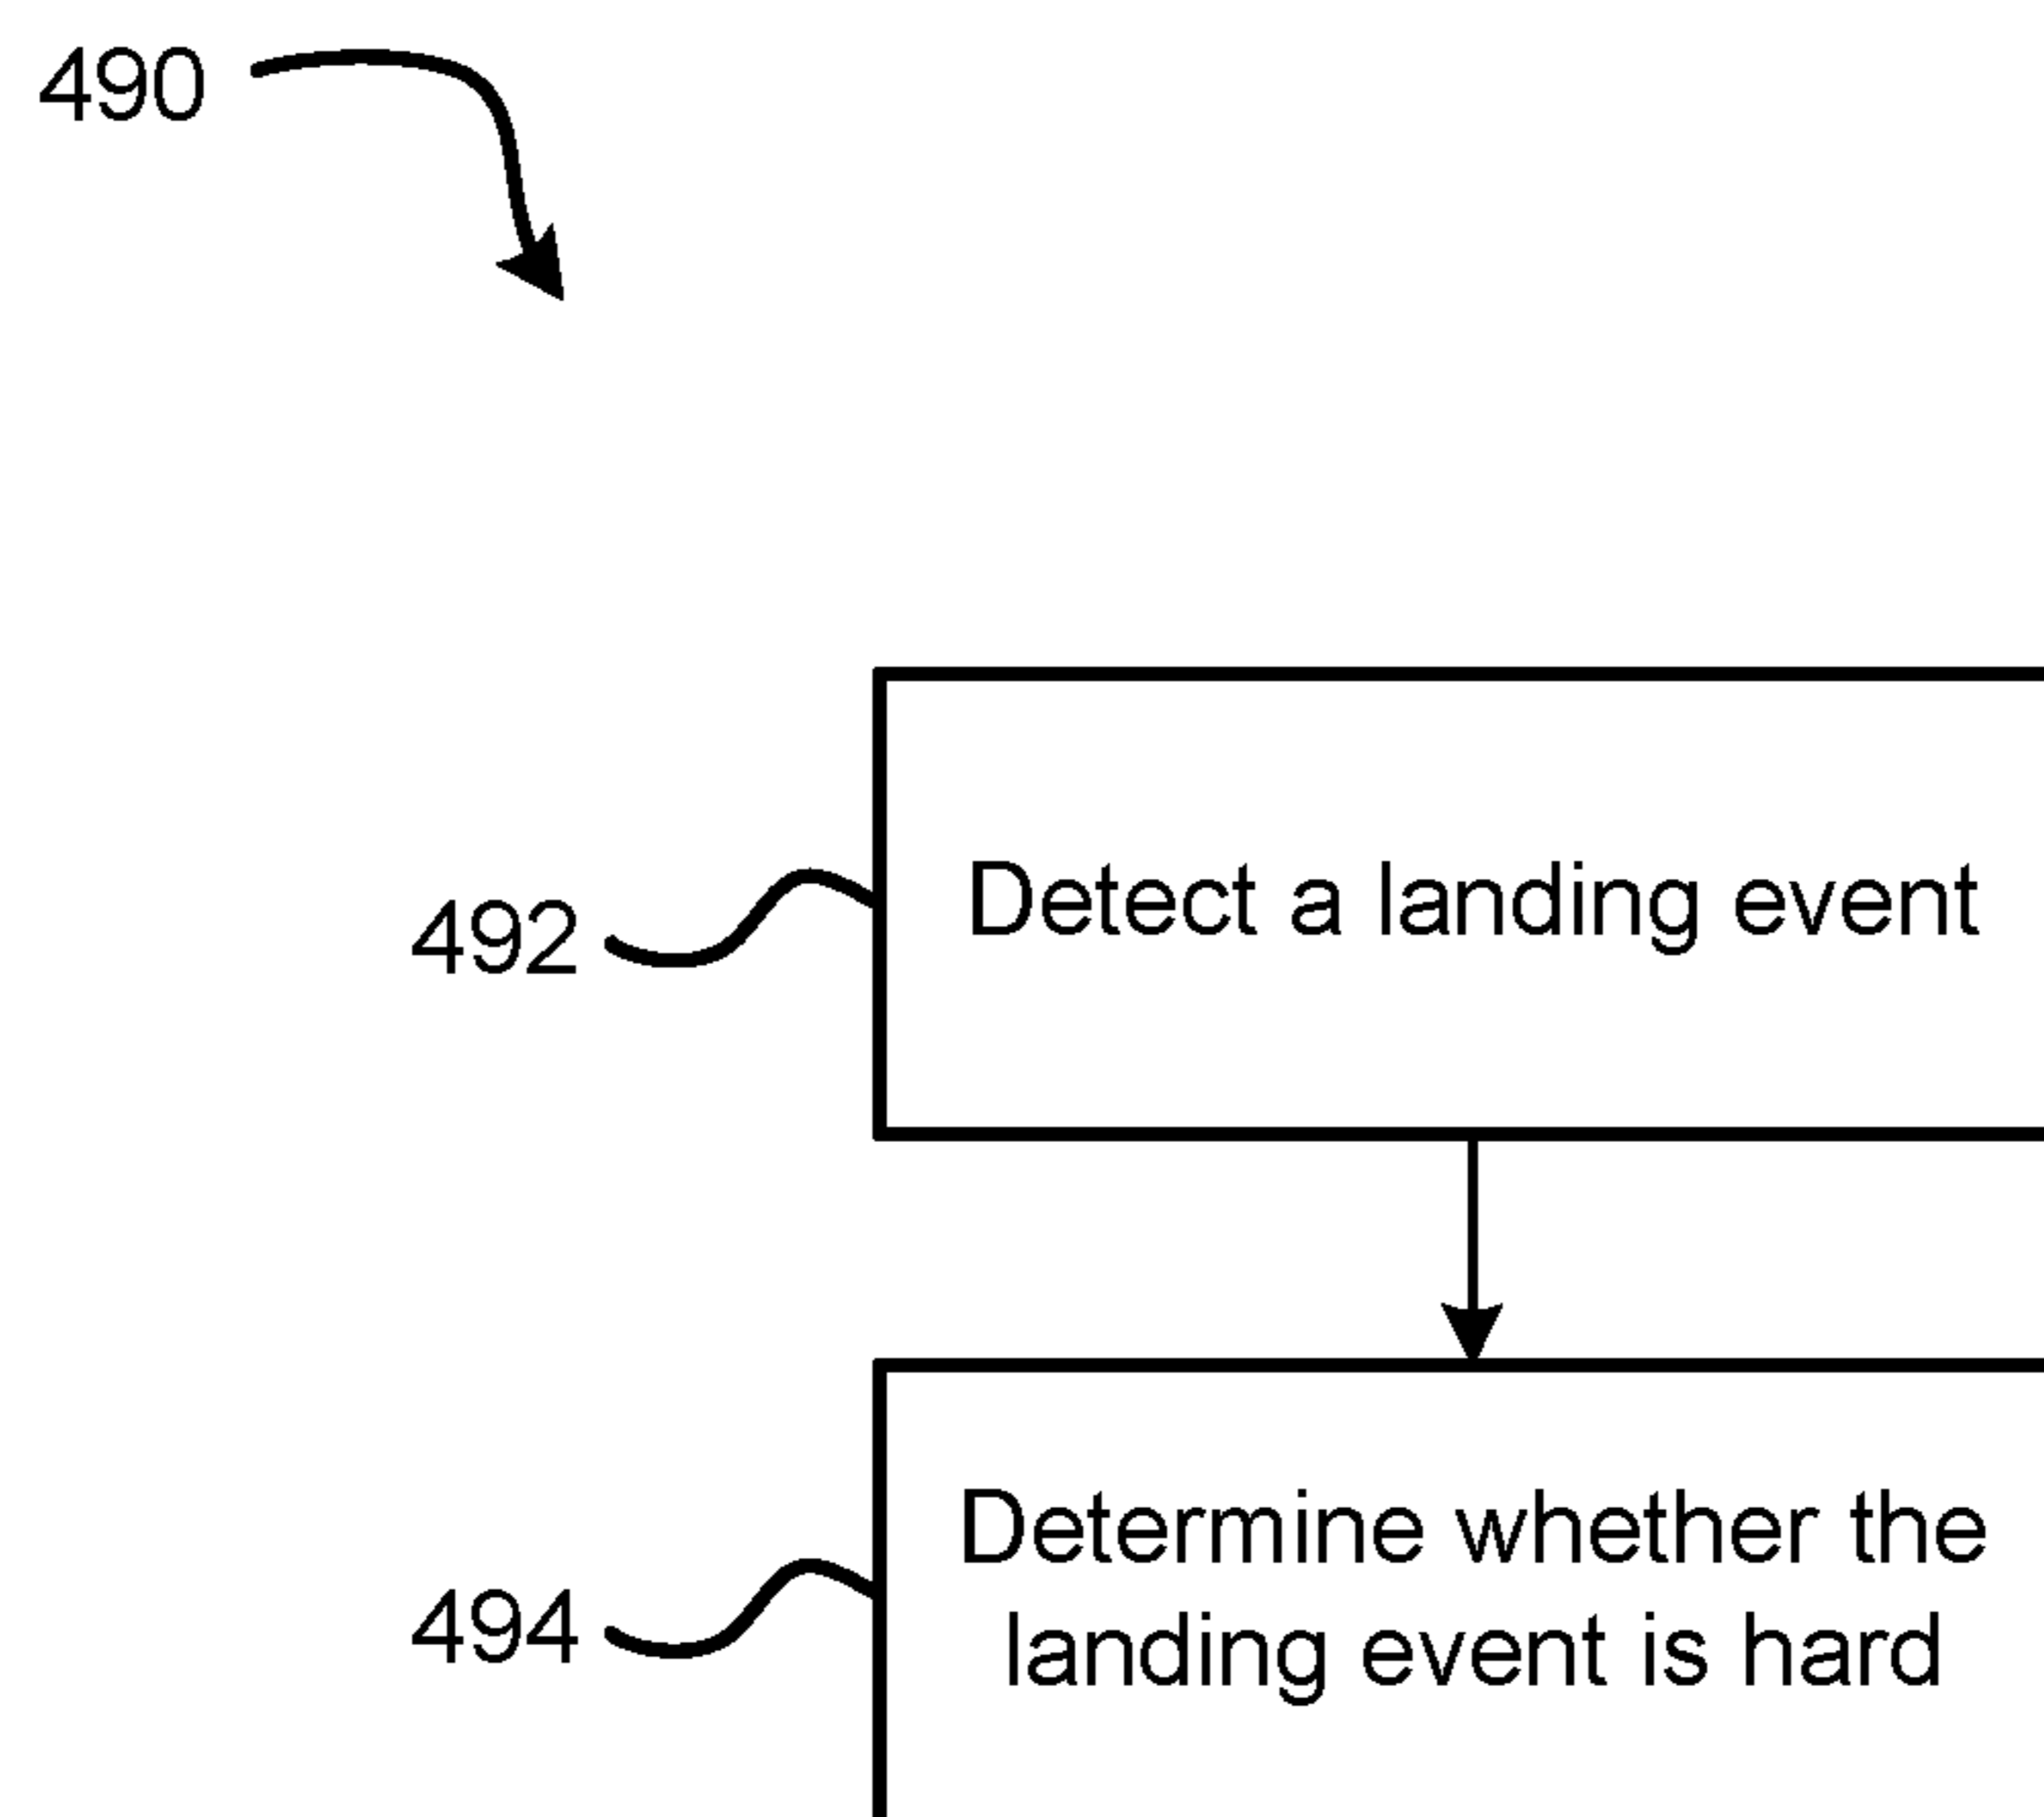 490
492
Detect a landing event
494
Determine whether the
landing event is hard